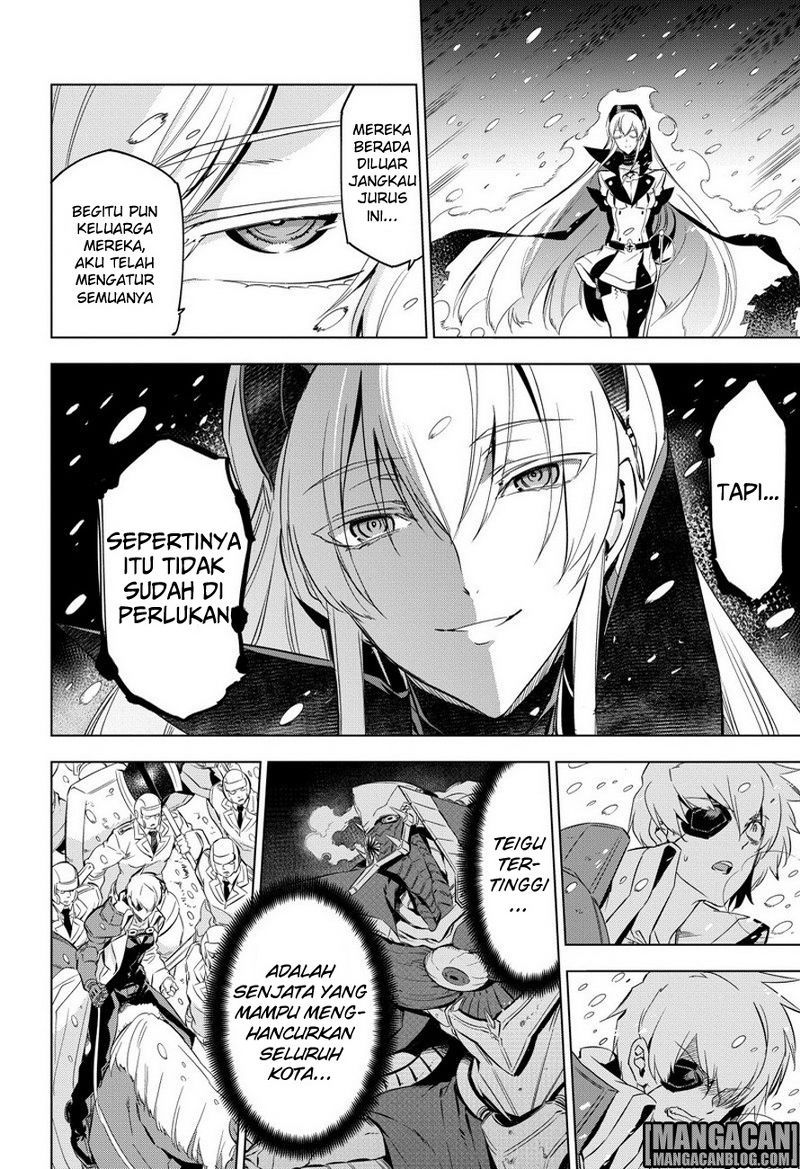 MEREKA
BERADA
DILUAR
JANGKAU
JURUS
INI...
BEGITU PUN
KELUARGA
MEREKA,
AKU TELAH
MENGATUR
SEMUANYA
TAPI...
SEPERTINYA
ITU TIDAK
SUDAH DI
PERLUKAN
TEIGU
TER-
TINGGI
...
ADALAH
SENJATA YANG
MAMPU MENG-
HANCURKAN
SELURUH
KOTA...
[MANGACAN]
MANGACANBLOG.COM